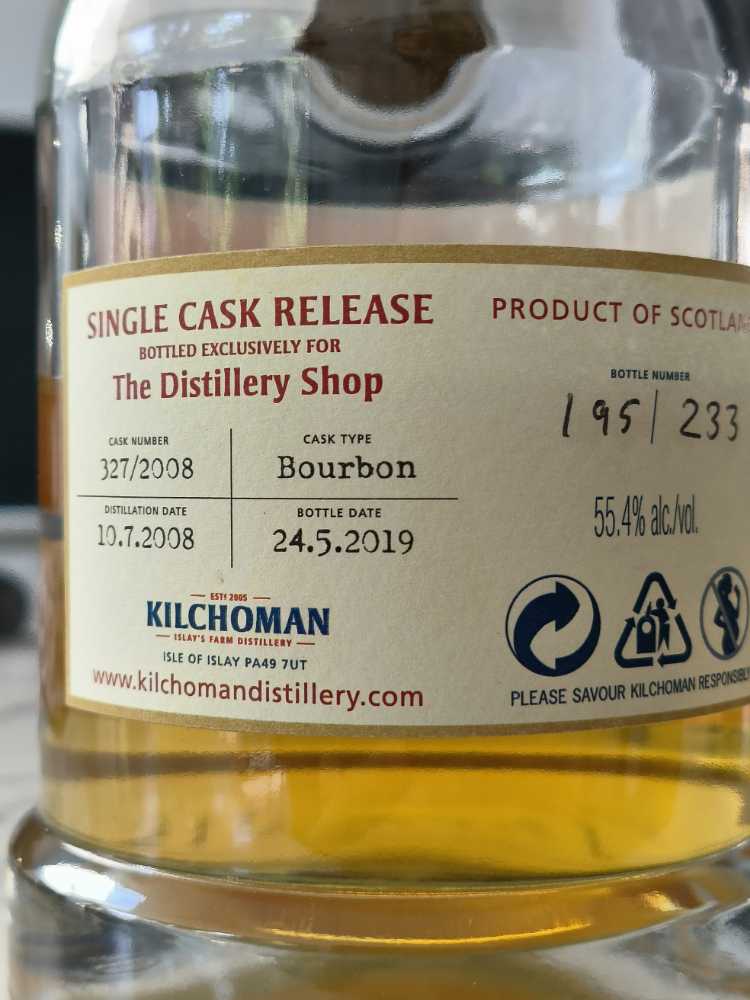 SINGLE CASK RELEASE
BOTTLED EXCLUSIVELY FOR
The Distillery Shop
CASK NUMBER
327/2008
CASK TYPE
Bourbon
DISTILLATION DATE
10.7.2008
BOTTLE DATE
24.5.2019
ESTD 2005
KILCHOMAN
ISLAY'S FARM DISTILLERY
ISLE OF ISLAY PA49 7UT
www.kilchomandistillery.com
PRODUCT OF SCOTLAN
BOTTLE NUMBER
195/233
55.4% alc./vol.
PLEASE SAVOUR KILCHOMAN RESPONSIBLY